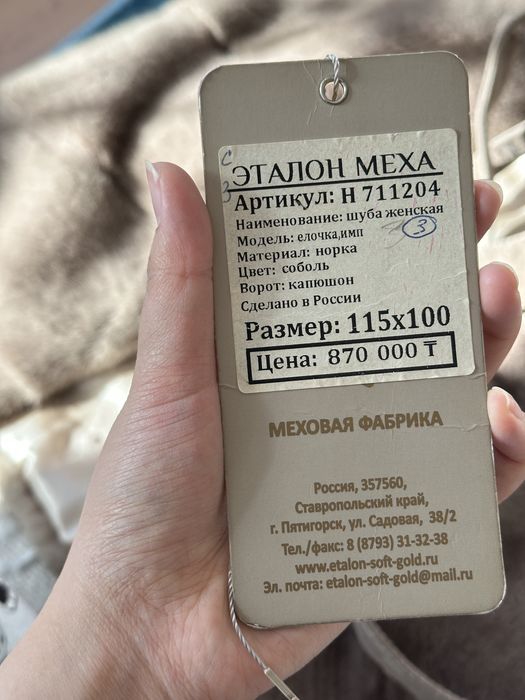 С
3
ЭТАЛОН МЕХА
Артикул: Н 711204
Наименование: шуба женская
Модель: елочка,имп
3
Материал: норка
Цвет: соболь
Ворот: капюшон
Сделано в России
Размер: 115х100
Цена: 870 000 ₸
МЕХОВАЯ ФАБРИКА
Россия, 357560,
Ставропольский край,
г. Пятигорск, ул. Садовая, 38/2
Тел./факс: 8 (8793) 31-32-38
www.etalon-soft-gold.ru
Эл. почта: etalon-soft-gold@mail.ru